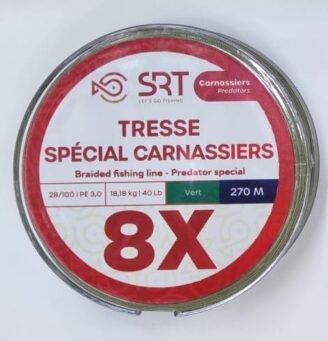 SRT
LET'S GO FISHING
Carnassiers
Predators
TRESSE
SPÉCIAL CARNASSIERS
Braided fishing line - Predator special
28/100 | PE 3,0 18,18 kg | 40 Lb Vert 270 M
8X